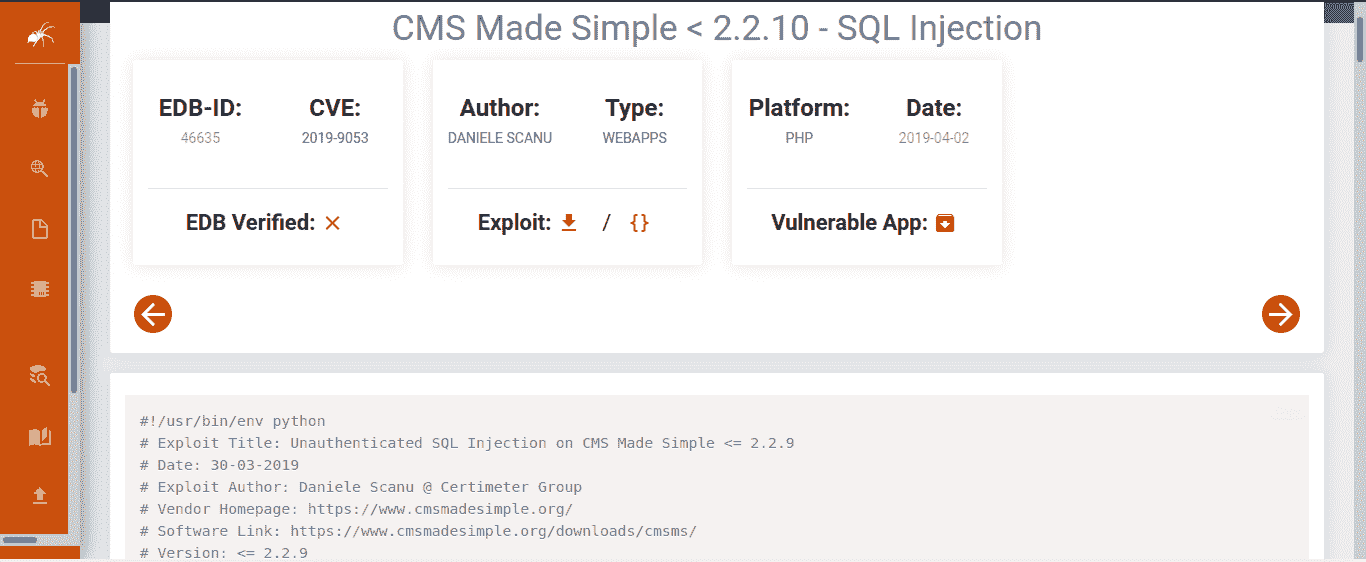 CMS Made Simple < 2.2.10 - SQL Injection
EDB-ID: CVE:
46635 2019-9053
EDB Verified: ×
Author: Type:
DANIELE SCANU WEBAPPS
Exploit: / {}
Platform: Date:
PHP 2019-04-02
Vulnerable App:
#!/usr/bin/env python
# Exploit Title: Unauthenticated SQL Injection on CMS Made Simple <= 2.2.9
# Date: 30-03-2019
# Exploit Author: Daniele Scanu @ Certimeter Group
# Vendor Homepage: https://www.cmsmadesimple.org/
# Software Link: https://www.cmsmadesimple.org/downloads/cmsms/
# Version: <= 2.2.9